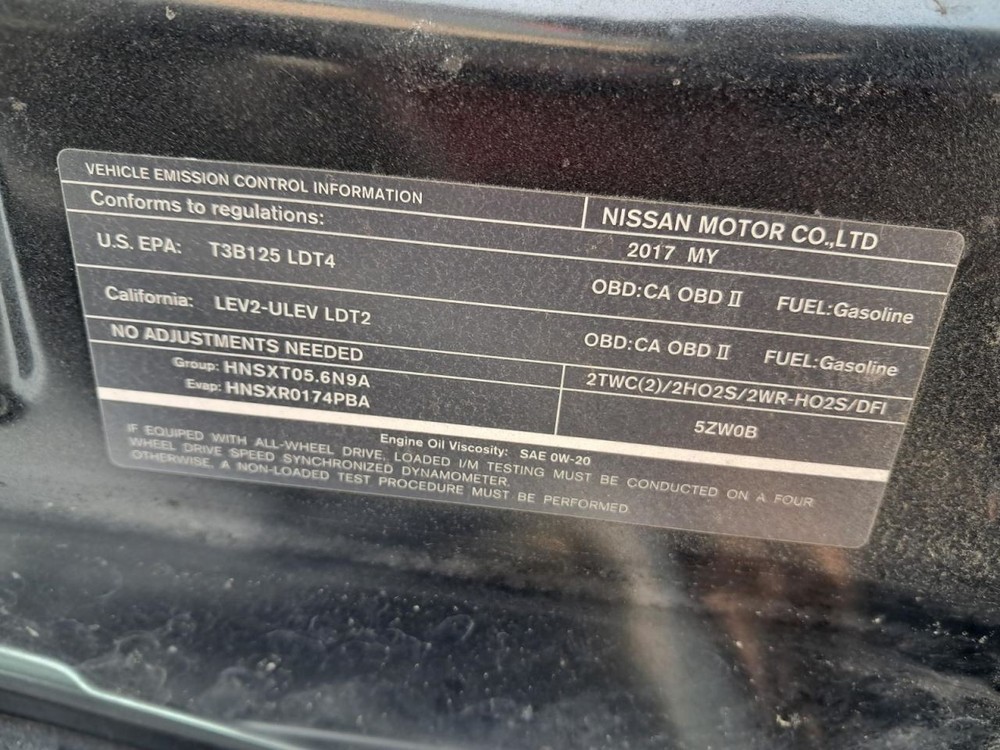 VEHICLE EMISSION CONTROL INFORMATION
NISSAN MOTOR CO.,LTD
Conforms to regulations:
2017 MY
U.S. EPA: T3B125 LDT4
OBD:CA OBD II FUEL:Gasoline
California: LEV2-ULEV LDT2
OBD:CA OBD II FUEL:Gasoline
NO ADJUSTMENTS NEEDED
2TWC(2)/2HO2S/2WR-HO2S/DFI
Group: HNSXT05.6N9A
Evap: HNSXR0174PBA
5ZW0B
Engine Oil Viscosity: SAE 0W-20
IF EQUIPED WITH ALL-WHEEL DRIVE, LOADED I/M TESTING MUST BE CONDUCTED ON A FOUR
WHEEL DRIVE SPEED SYNCHRONIZED DYNAMOMETER.
OTHERWISE, A NON-LOADED TEST PROCEDURE MUST BE PERFORMED.